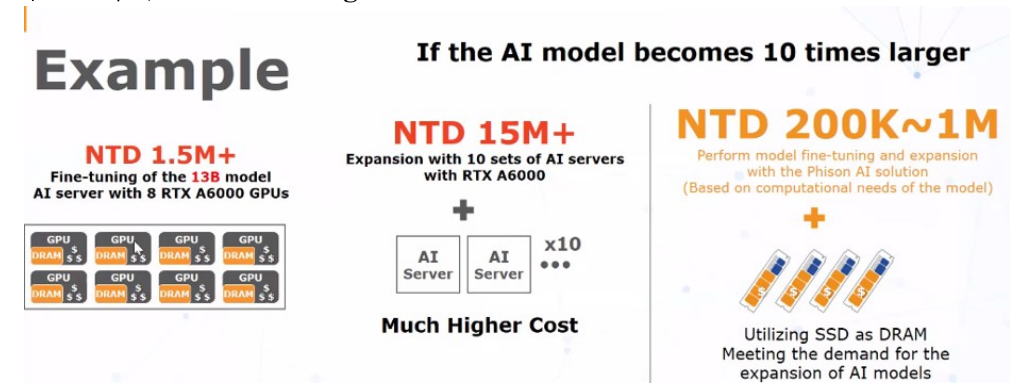 Example
NTD 1.5M+
Fine-tuning of the 13B model
AI server with 8 RTX A6000 GPUs
GPU GPU GPU GPU
DRAM $ $ $ DRAM $ $ $ DRAM $ $ $ DRAM $ $ $
GPU GPU GPU GPU
DRAM $ $ $ DRAM $ $ $ DRAM $ $ $ DRAM $ $ $
If the AI model becomes 10 times larger
NTD 15M+
Expansion with 10 sets of AI servers
with RTX A6000
+
AI Server AI Server x10
•••
Much Higher Cost
NTD 200K~1M
Perform model fine-tuning and expansion
with the Phison AI solution
(Based on computational needs of the model)
+
$ $ $ $
Utilizing SSD as DRAM
Meeting the demand for the
expansion of AI models